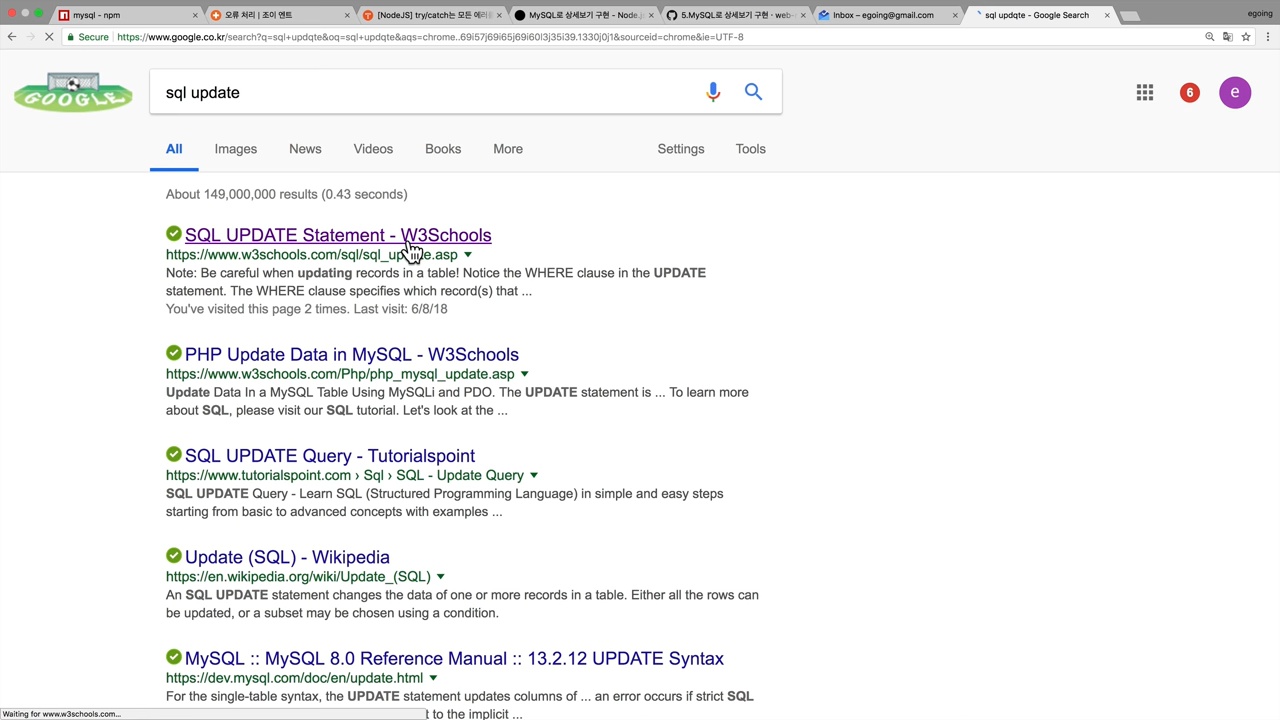 mysql - npm
오류 처리 | 조이 엔트
[NodeJS] try/catch는 모든 에러를
MySQL로 상세보기 구현 - Node.js
5.MySQL로 상세보기 구현 · web-
Inbox – egoing@gmail.com
sql updqte - Google Search
egoing
Secure
https://www.google.co.kr/search?q=sql+updqte&oq=sql+updqte&aqs=chrome..69i57j69i65j69i60l3j35i39.1330j0j1&sourceid=chrome&ie=UTF-8
GOOGLE
sql update
6
e
All
Images
News
Videos
Books
More
Settings
Tools
About 149,000,000 results (0.43 seconds)
SQL UPDATE Statement - W3Schools
https://www.w3schools.com/sql/sql_update.asp
Note: Be careful when updating records in a table! Notice the WHERE clause in the UPDATE
statement. The WHERE clause specifies which record(s) that ...
You've visited this page 2 times. Last visit: 6/8/18
PHP Update Data in MySQL - W3Schools
https://www.w3schools.com/Php/php_mysql_update.asp
Update Data In a MySQL Table Using MySQLi and PDO. The UPDATE statement is ... To learn more
about SQL, please visit our SQL tutorial. Let's look at the ...
SQL UPDATE Query - Tutorialspoint
https://www.tutorialspoint.com › Sql › SQL - Update Query
SQL UPDATE Query - Learn SQL (Structured Programming Language) in simple and easy steps
starting from basic to advanced concepts with examples ...
Update (SQL) - Wikipedia
https://en.wikipedia.org/wiki/Update_(SQL)
An SQL UPDATE statement changes the data of one or more records in a table. Either all the rows can
be updated, or a subset may be chosen using a condition.
MySQL :: MySQL 8.0 Reference Manual :: 13.2.12 UPDATE Syntax
https://dev.mysql.com/doc/en/update.html
For the single-table syntax, the UPDATE statement updates columns of ... an error occurs if strict SQL
t to the implicit ...
Waiting for www.w3schools.com...